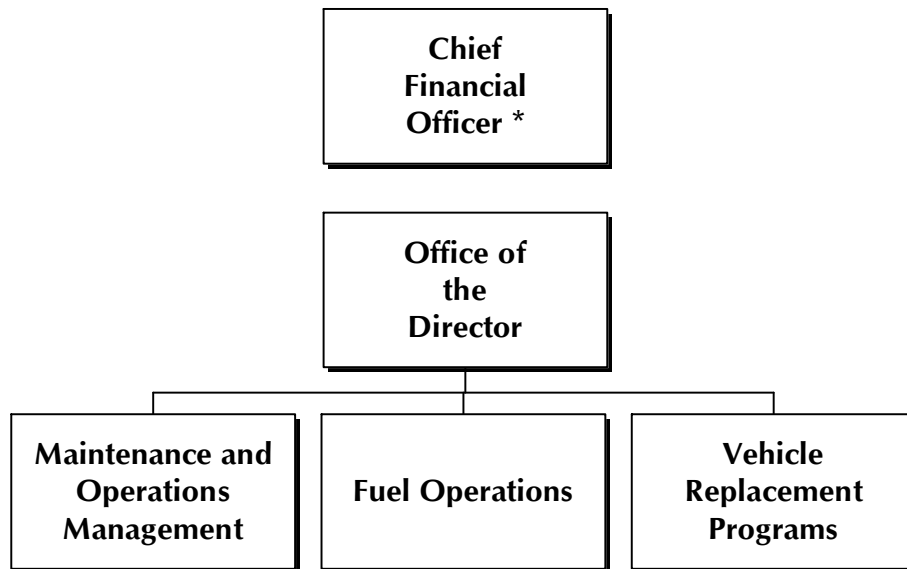 Chief
Financial
Officer *
Office of
the
Director
Maintenance and
Operations
Management
Fuel Operations
Vehicle
Replacement
Programs